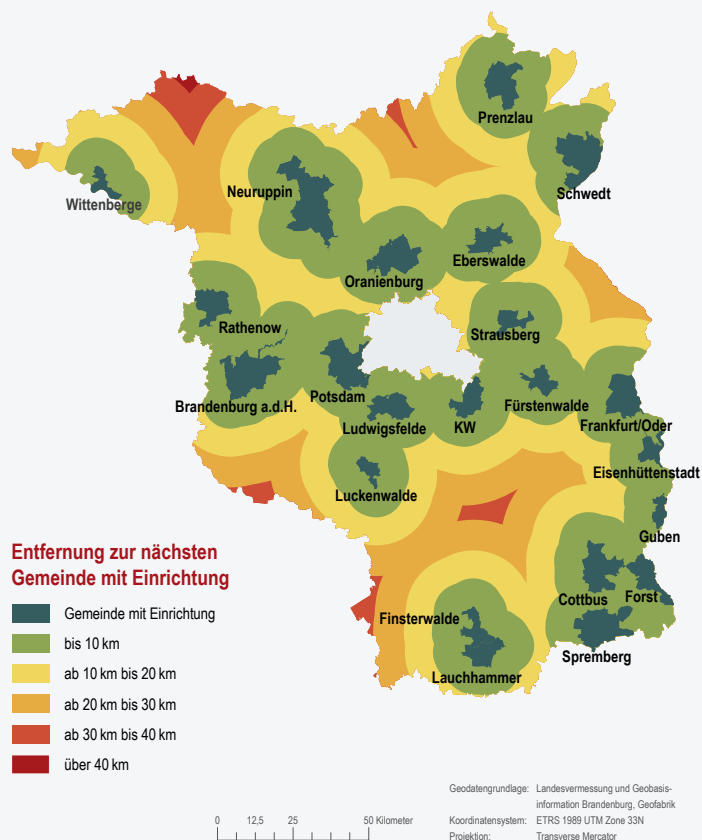 Prenzlau
Schwedt
Wittenberge
Neuruppin
Eberswalde
Oranienburg
Rathenow
Strausberg
Brandenburg a.d.H.
Potsdam
Fürstenwalde
Ludwigsfelde
KW
Frankfurt/Oder
Eisenhüttenstadt
Luckenwalde
Guben
Entfernung zur nächsten
Gemeinde mit Einrichtung
Gemeinde mit Einrichtung
bis 10 km
ab 10 km bis 20 km
ab 20 km bis 30 km
ab 30 km bis 40 km
über 40 km
Cottbus
Forst
Finsterwalde
Spremberg
Lauchhammer
0 12,5 25 50 Kilometer
Geodatengrundlage: Landesvermessung und Geobasis-
information Brandenburg, Geofabrik
Koordinatensystem: ETRS 1989 UTM Zone 33N
Projektion: Transverse Mercator